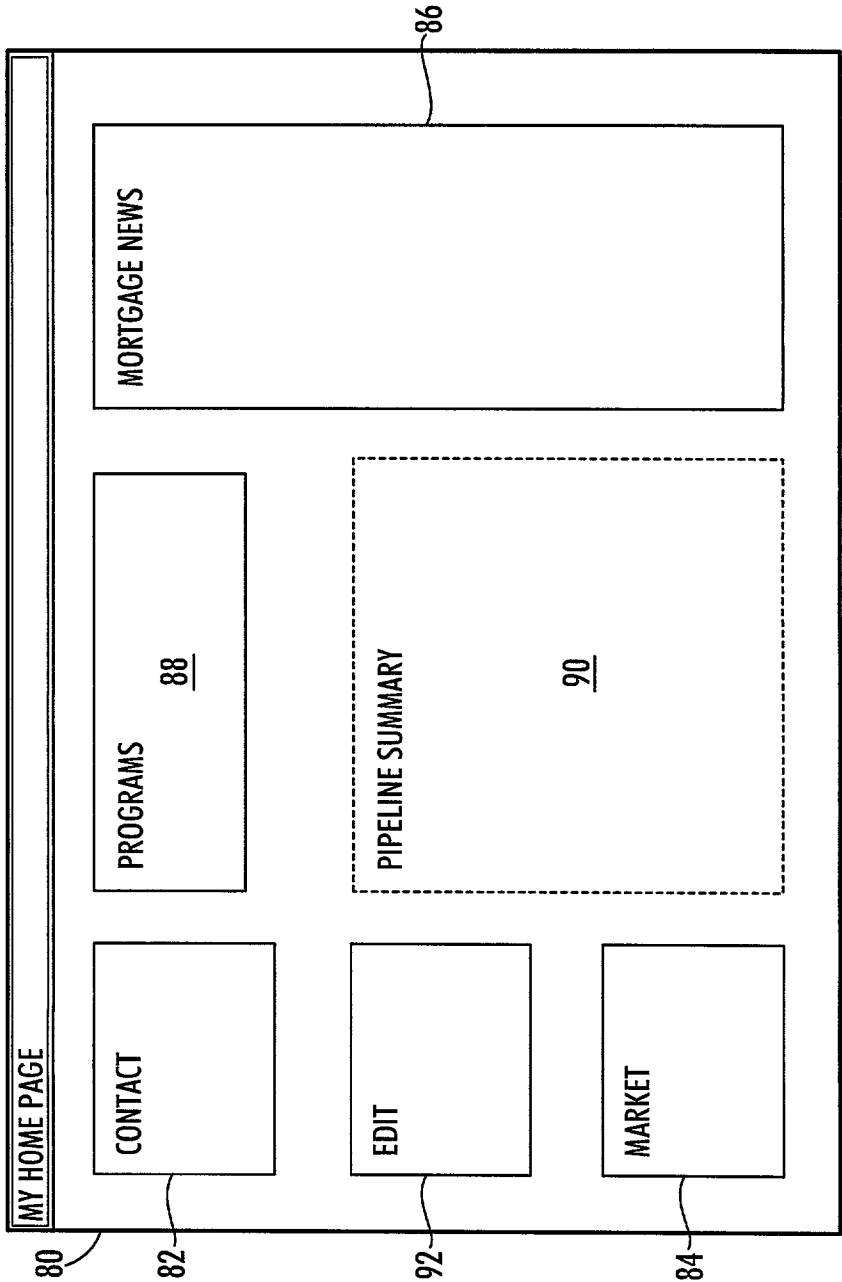 80
MY HOME PAGE
CONTACT
82
PROGRAMS
88
MORTGAGE NEWS
86
EDIT
92
PIPELINE SUMMARY
90
MARKET
84